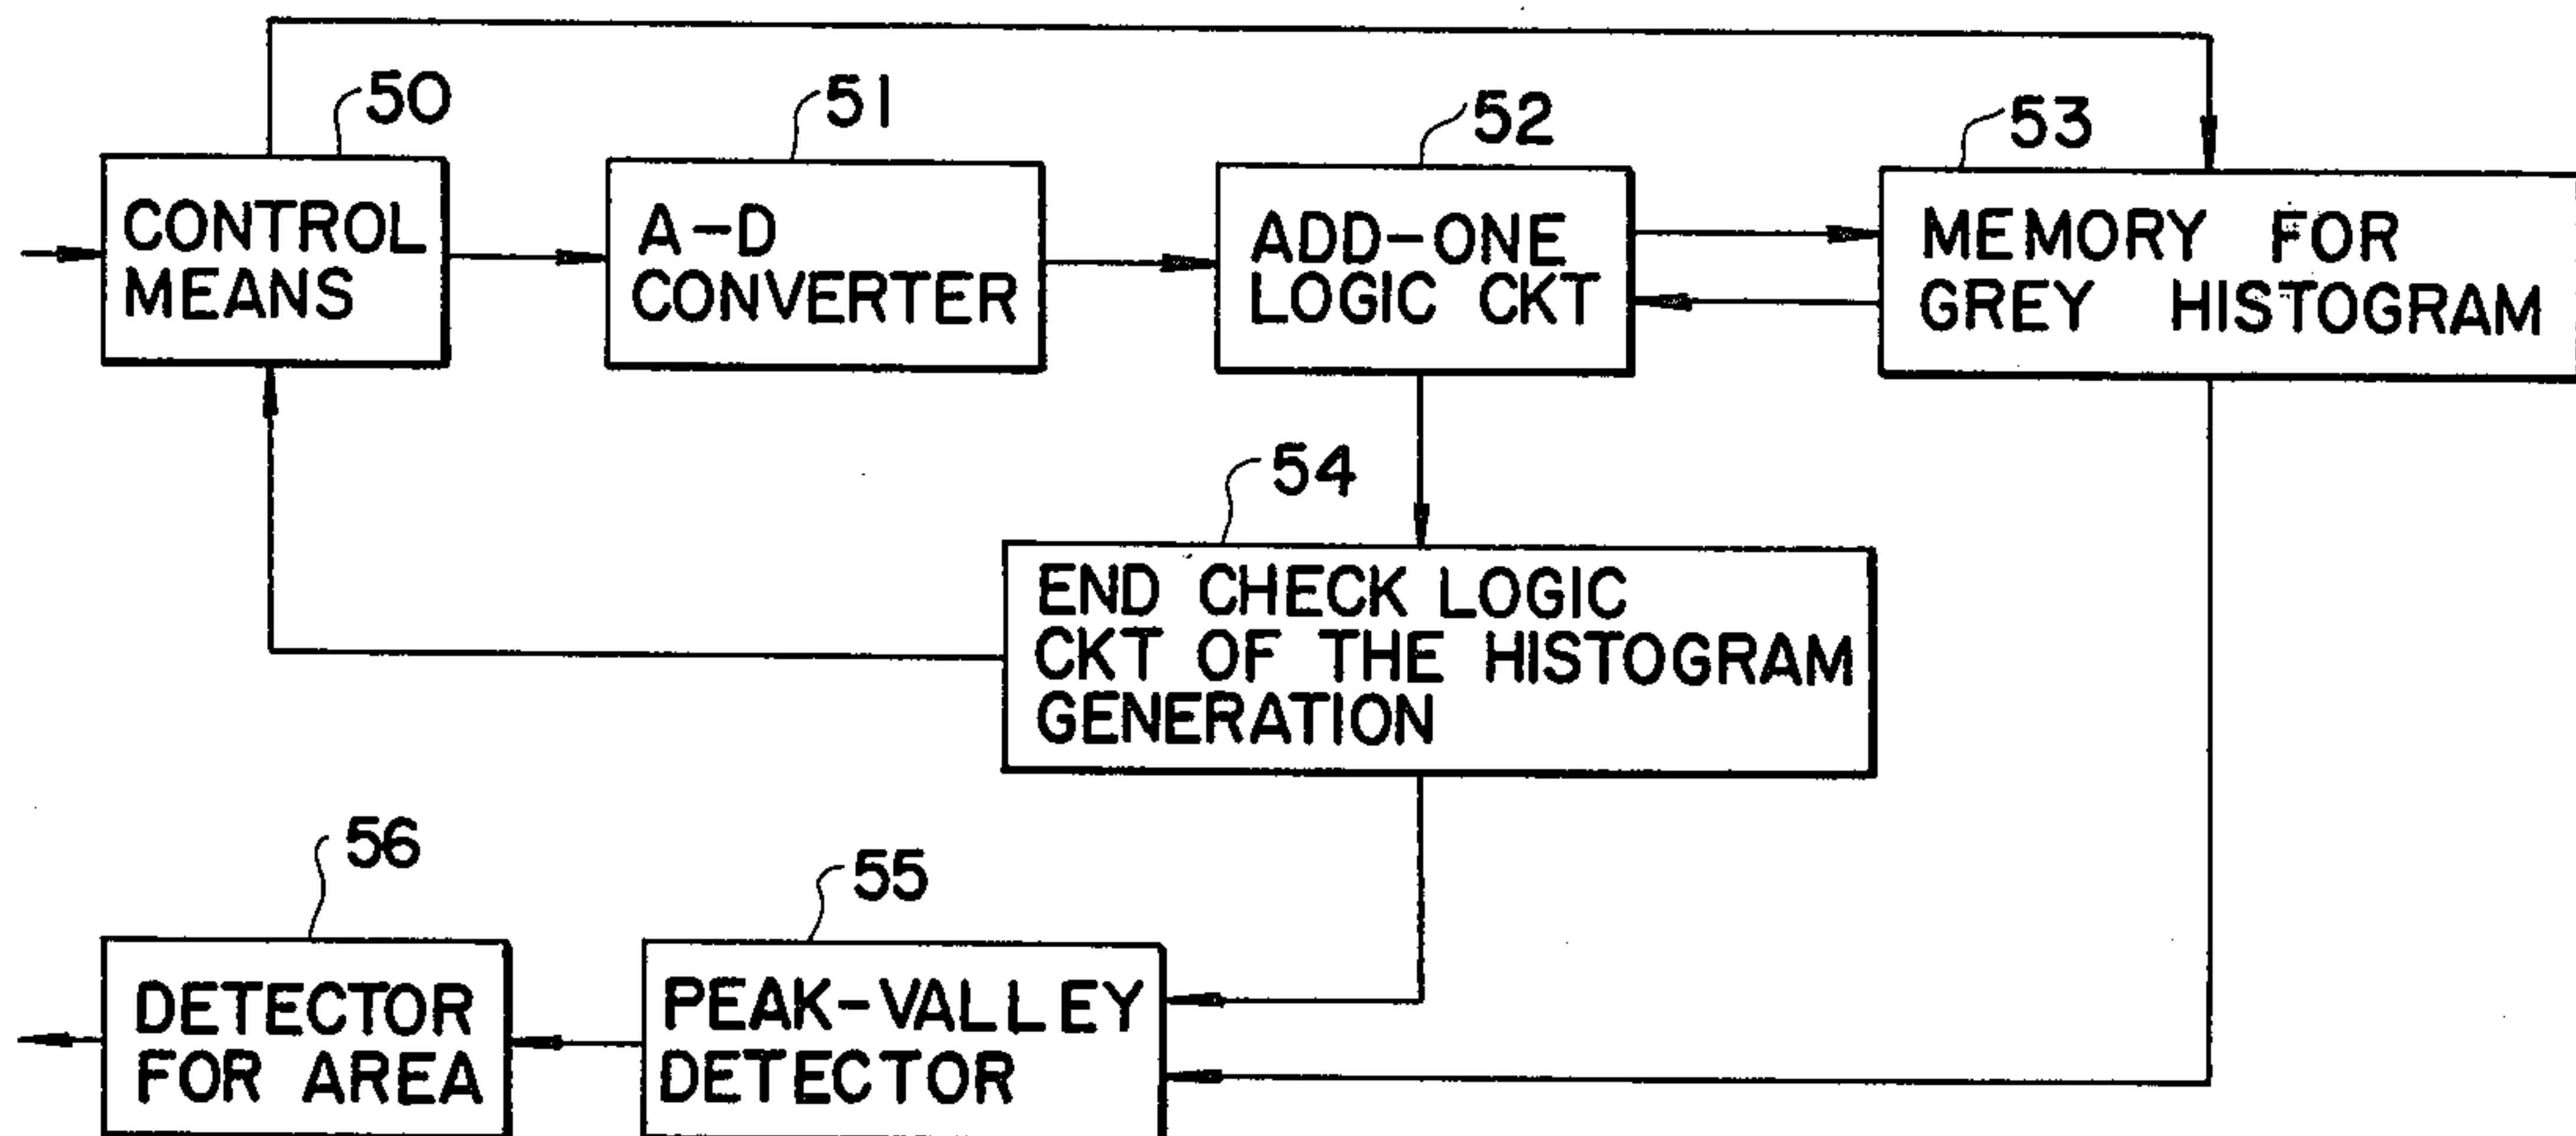 50
CONTROL
MEANS
51
A-D
CONVERTER
52
ADD-ONE
LOGIC CKT
53
MEMORY FOR
GREY HISTOGRAM
54
END CHECK LOGIC
CKT OF THE HISTOGRAM
GENERATION
56
DETECTOR
FOR AREA
55
PEAK-VALLEY
DETECTOR